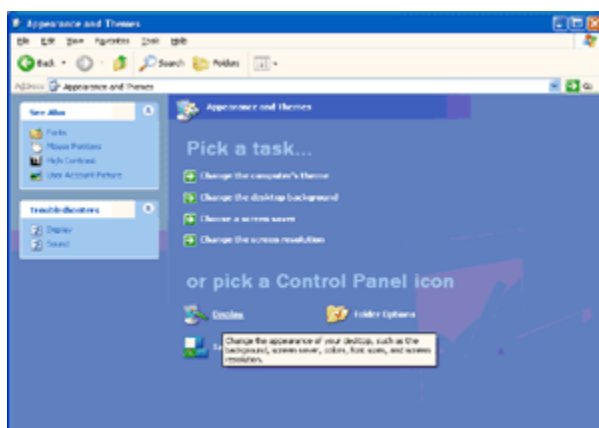 Appearance and Themes
File Edit View Favorites Tools Help
Back Search Folders
Address Appearance and Themes Go
See Also
Fonts
Mouse Pointers
High Contrast
User Account Picture
Troubleshooters
Display
Sound
Appearance and Themes
Pick a task...
Change the computer's theme
Change the desktop background
Choose a screen saver
Change the screen resolution
or pick a Control Panel icon
Display
Folder Options
Change the appearance of your desktop, such as the
background, screen saver, colors, font sizes, and screen
resolution.